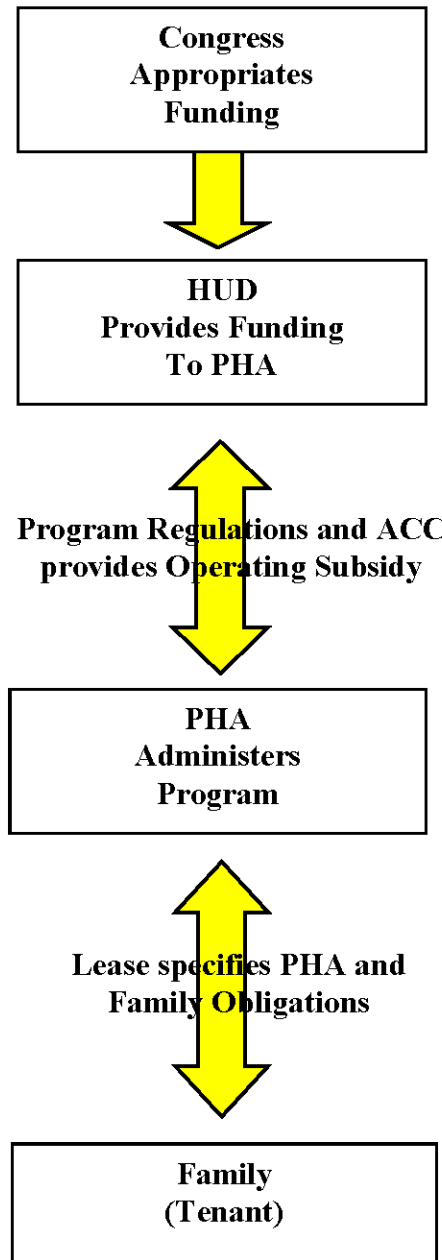 Congress
Appropriates
Funding
HUD
Provides Funding
To PHA
Program Regulations and ACC
provides Operating Subsidy
PHA
Administers
Program
Lease specifies PHA and
Family Obligations
Family
(Tenant)